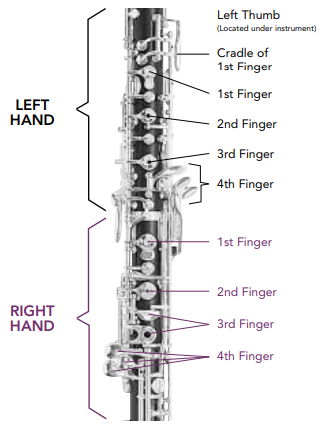 Left Thumb
(Located under instrument)
Cradle of
1st Finger
1st Finger
LEFT
HAND
2nd Finger
3rd Finger
4th Finger
1st Finger
2nd Finger
RIGHT
HAND
3rd Finger
4th Finger